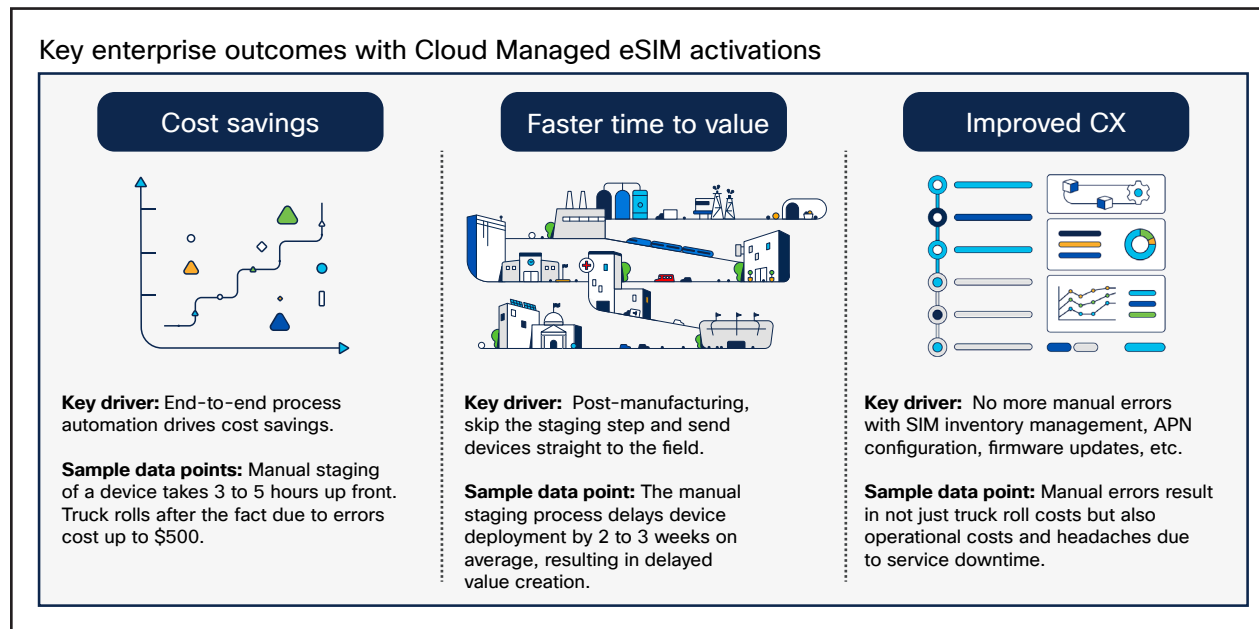 Key enterprise outcomes with Cloud Managed eSIM activations
Cost savings
Key driver: End-to-end process
automation drives cost savings.
Sample data points: Manual staging
of a device takes 3 to 5 hours up front.
Truck rolls after the fact due to errors
cost up to $500.
Faster time to value
Key driver: Post-manufacturing,
skip the staging step and send
devices straight to the field.
Sample data point: The manual
staging process delays device
deployment by 2 to 3 weeks on
average, resulting in delayed
value creation.
Improved CX
Key driver: No more manual errors
with SIM inventory management, APN
configuration, firmware updates, etc.
Sample data point: Manual errors result
in not just truck roll costs but also
operational costs and headaches due
to service downtime.